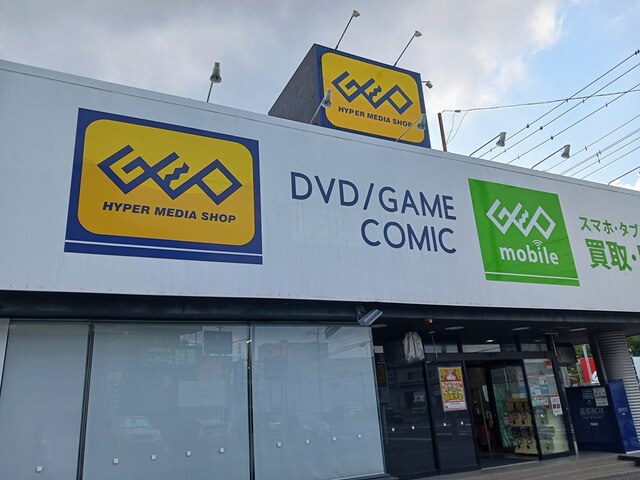 GEO
HYPER MEDIA SHOP
GEO
HYPER MEDIA SHOP
DVD/GAME
COMIC
GEO
mobile
スマホ・タブ
買取・